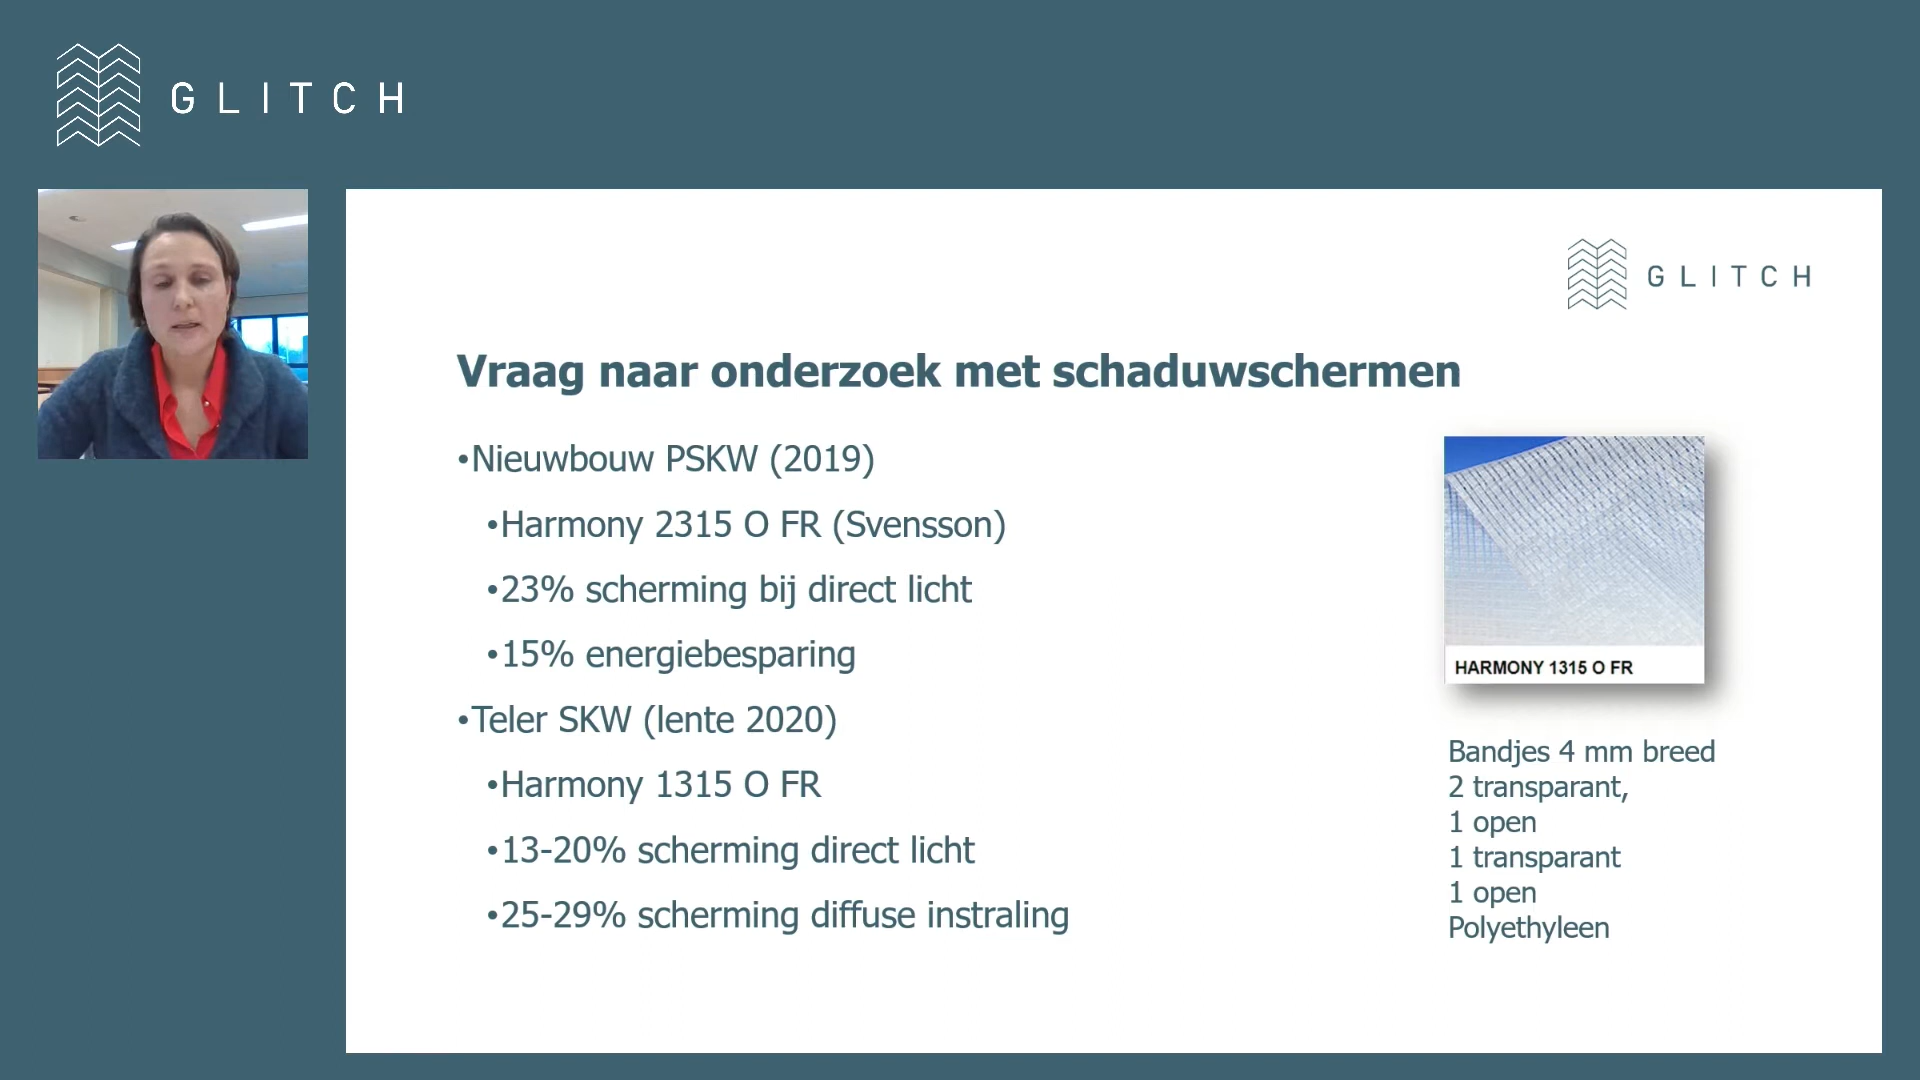 GLITCH
GLITCH
Vraag naar onderzoek met schaduwschermen
•Nieuwbouw PSKW (2019)
•Harmony 2315 O FR (Svensson)
•23% scherming bij direct licht
•15% energiebesparing
•Teler SKW (lente 2020)
•Harmony 1315 O FR
•13-20% scherming direct licht
•25-29% scherming diffuse instraling
HARMONY 1315 O FR
Bandjes 4 mm breed
2 transparant,
1 open
1 transparant
1 open
Polyethyleen